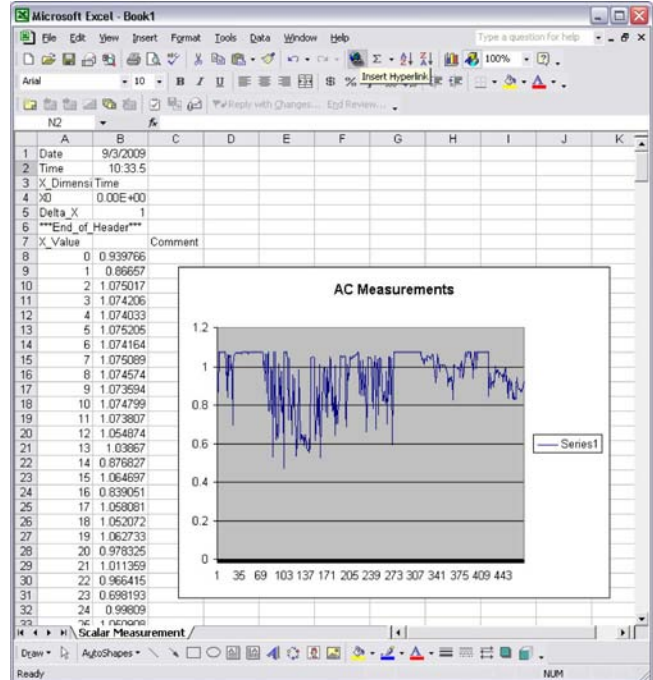 Microsoft Excel - Book1
File Edit View Insert Format Tools Data Window Help Type a question for help
100%
Arial 10 B I U $ %
Insert Hyperlink
Reply with Changes... End Review...
N2 fx
A B C D E F G H I J K
1 Date 9/3/2009
2 Time 10:33.5
3 X_Dimensi Time
4 X0 0.00E+00
5 Delta_X 1
6 ***End_of_Header***
7 X_Value Comment
8 0 0.939766
9 1 0.86657
10 2 1.075017
11 3 1.074206
12 4 1.074033
13 5 1.075205
14 6 1.074164
15 7 1.075089
16 8 1.074574
17 9 1.073594
18 10 1.074799
19 11 1.073807
20 12 1.054874
21 13 1.03867
22 14 0.876827
23 15 1.064697
24 16 0.839051
25 17 1.058081
26 18 1.052072
27 19 1.062733
28 20 0.978325
29 21 1.011359
30 22 0.966415
31 23 0.698193
32 24 0.99809
AC Measurements
1.2
1
0.8
0.6
0.4
0.2
0
1 35 69 103 137 171 205 239 273 307 341 375 409 443
Series1
Scalar Measurement
Draw AutoShapes
Ready NUM